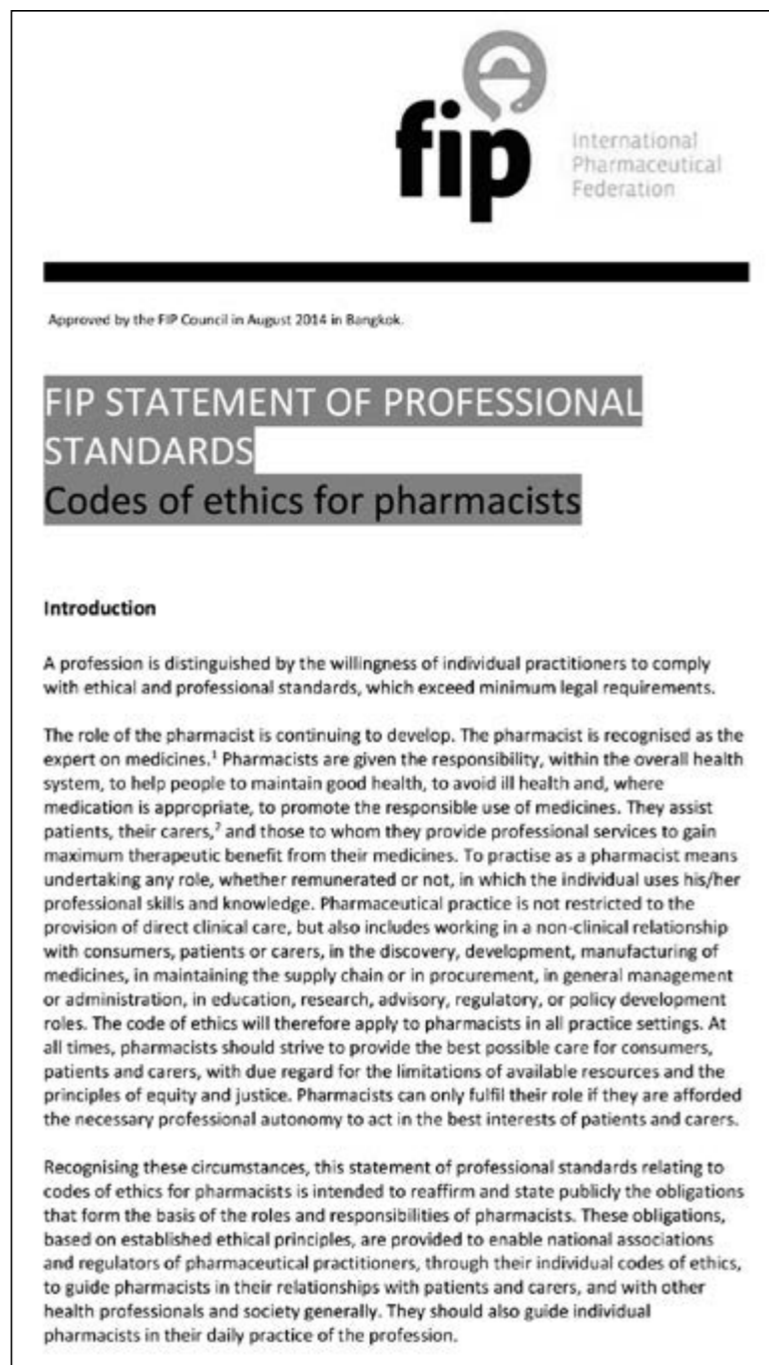 fip
International
Pharmaceutical
Federation
Approved by the FIP Council in August 2014 in Bangkok.
FIP STATEMENT OF PROFESSIONAL
STANDARDS
Codes of ethics for pharmacists
Introduction
A profession is distinguished by the willingness of individual practitioners to comply
with ethical and professional standards, which exceed minimum legal requirements.
The role of the pharmacist is continuing to develop. The pharmacist is recognised as the
expert on medicines.¹ Pharmacists are given the responsibility, within the overall health
system, to help people to maintain good health, to avoid ill health and, where
medication is appropriate, to promote the responsible use of medicines. They assist
patients, their carers,² and those to whom they provide professional services to gain
maximum therapeutic benefit from their medicines. To practise as a pharmacist means
undertaking any role, whether remunerated or not, in which the individual uses his/her
professional skills and knowledge. Pharmaceutical practice is not restricted to the
provision of direct clinical care, but also includes working in a non-clinical relationship
with consumers, patients or carers, in the discovery, development, manufacturing of
medicines, in maintaining the supply chain or in procurement, in general management
or administration, in education, research, advisory, regulatory, or policy development
roles. The code of ethics will therefore apply to pharmacists in all practice settings. At
all times, pharmacists should strive to provide the best possible care for consumers,
patients and carers, with due regard for the limitations of available resources and the
principles of equity and justice. Pharmacists can only fulfil their role if they are afforded
the necessary professional autonomy to act in the best interests of patients and carers.
Recognising these circumstances, this statement of professional standards relating to
codes of ethics for pharmacists is intended to reaffirm and state publicly the obligations
that form the basis of the roles and responsibilities of pharmacists. These obligations,
based on established ethical principles, are provided to enable national associations
and regulators of pharmaceutical practitioners, through their individual codes of ethics,
to guide pharmacists in their relationships with patients and carers, and with other
health professionals and society generally. They should also guide individual
pharmacists in their daily practice of the profession.